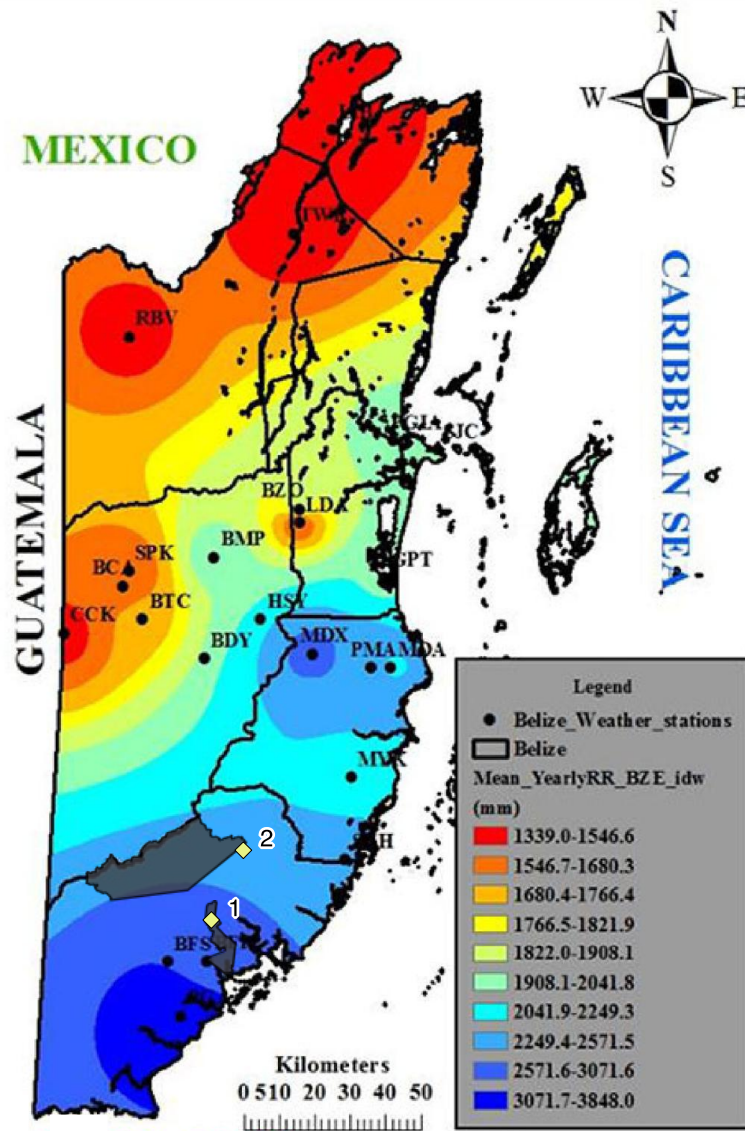 N
W E
S
MEXICO
CARIBBEAN SEA
GUATEMALA
RBV
BZO
LDA
BMP
SPK
GPT
CCK
BTC
HSY
BDY
MDX
PMA MDA
2
1
BFS
Legend
Belize_Weather_stations
Belize
Mean_YearlyRR_BZE_idw
(mm)
1339.0-1546.6
1546.7-1680.3
1680.4-1766.4
1766.5-1821.9
1822.0-1908.1
1908.1-2041.8
2041.9-2249.3
2249.4-2571.5
2571.6-3071.6
3071.7-3848.0
Kilometers
0 510 20 30 40 50